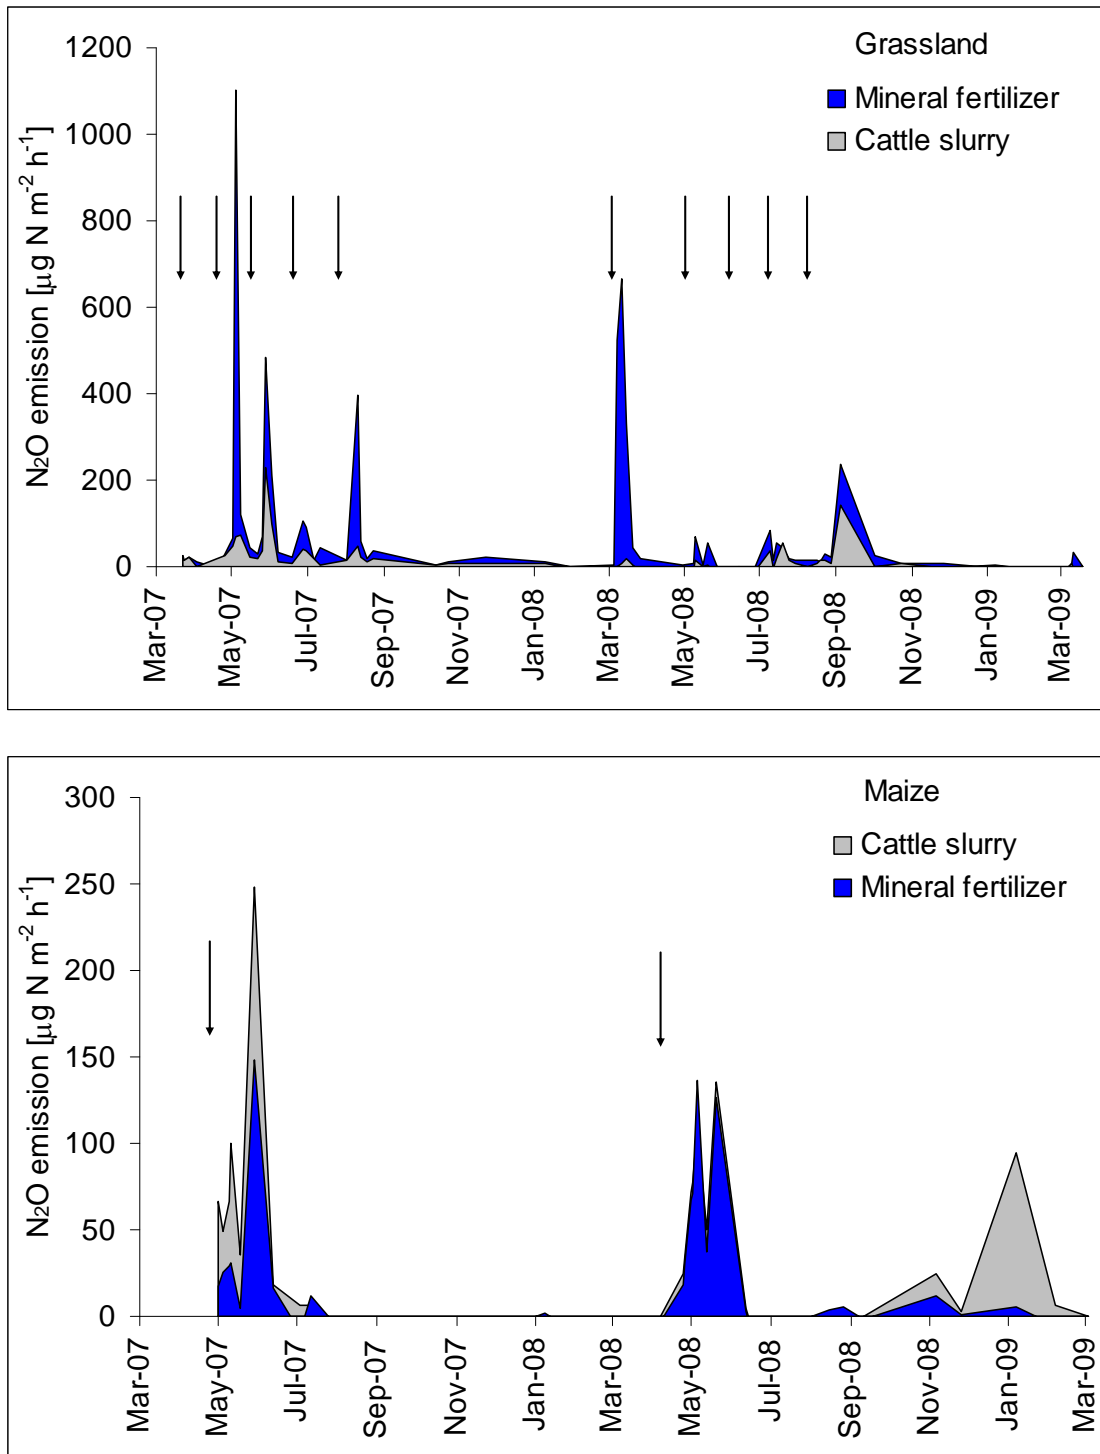 Grassland
Mineral fertilizer
Cattle slurry
N₂O emission [µg N m⁻² h⁻¹]
1200
1000
800
600
400
200
0
Mar-07
May-07
Jul-07
Sep-07
Nov-07
Jan-08
Mar-08
May-08
Jul-08
Sep-08
Nov-08
Jan-09
Mar-09
Maize
Cattle slurry
Mineral fertilizer
N₂O emission [µg N m⁻² h⁻¹]
300
250
200
150
100
50
0
Mar-07
May-07
Jul-07
Sep-07
Nov-07
Jan-08
Mar-08
May-08
Jul-08
Sep-08
Nov-08
Jan-09
Mar-09